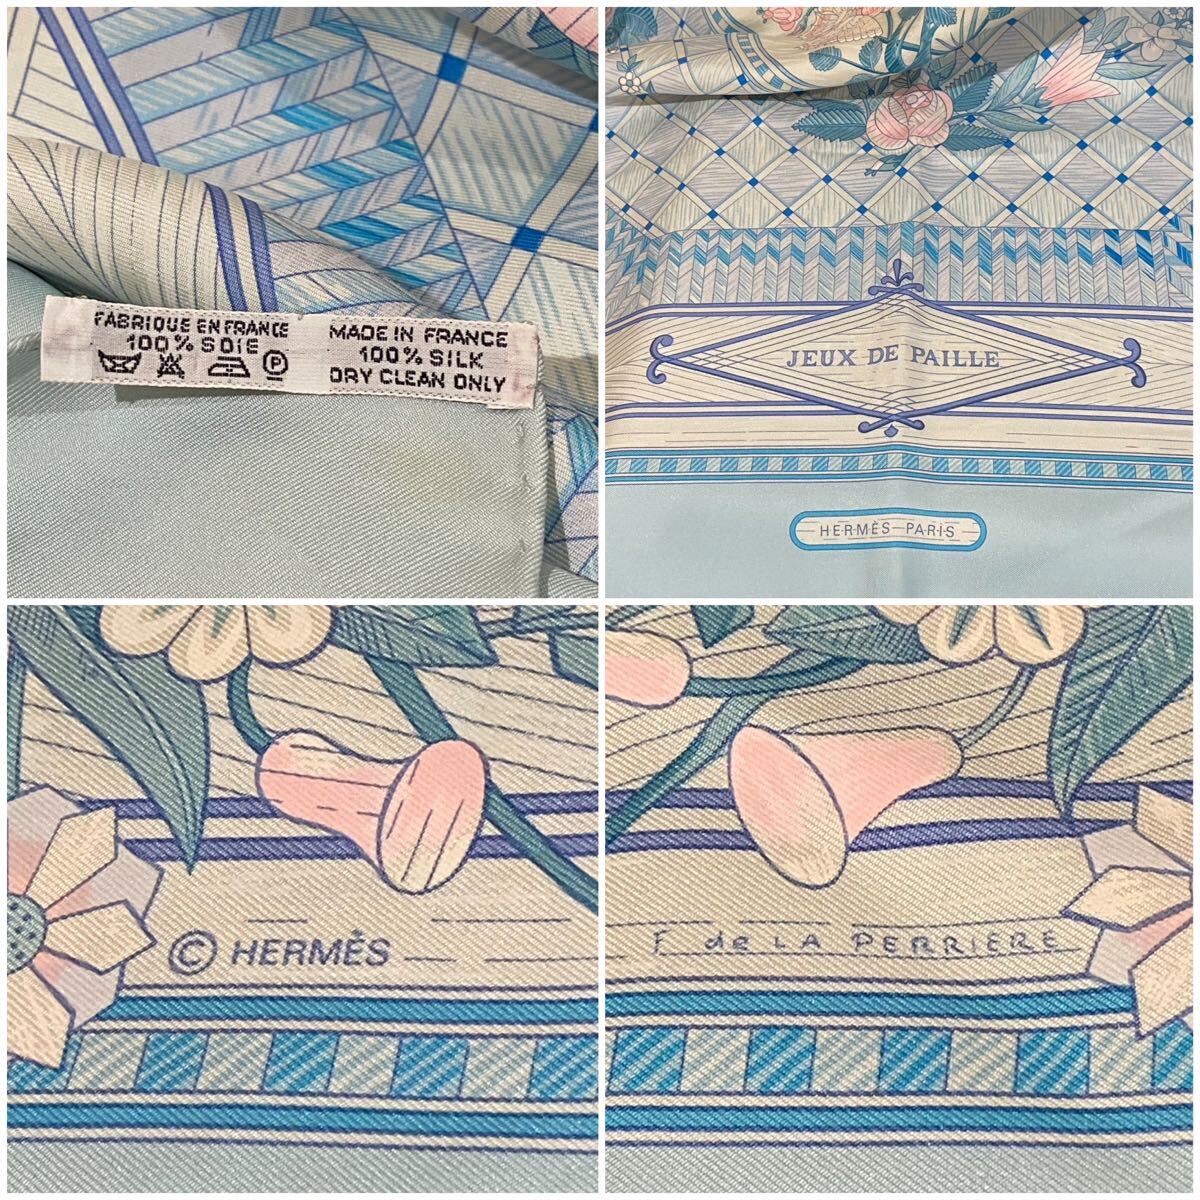 FABRIQUE EN FRANCE
100% SOIE
P
MADE IN FRANCE
100% SILK
DRY CLEAN ONLY
JEUX DE PAILLE
HERMÈS-PARIS
© HERMÈS
F de LA PERRIERE